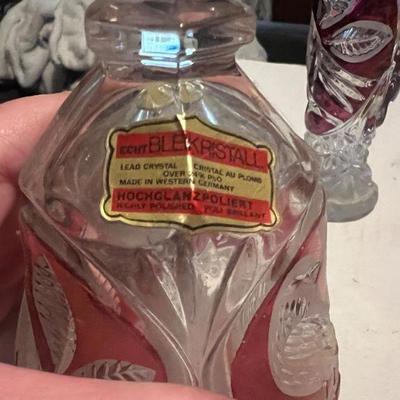 ECHT BLEIKRISTALL
LEAD CRYSTAL CRISTAL AU PLOMB
OVER 24% PbO
MADE IN WESTERN GERMANY
HOCHGLANZPOLIERT
HIGHLY POLISHED POLI BRILLANT